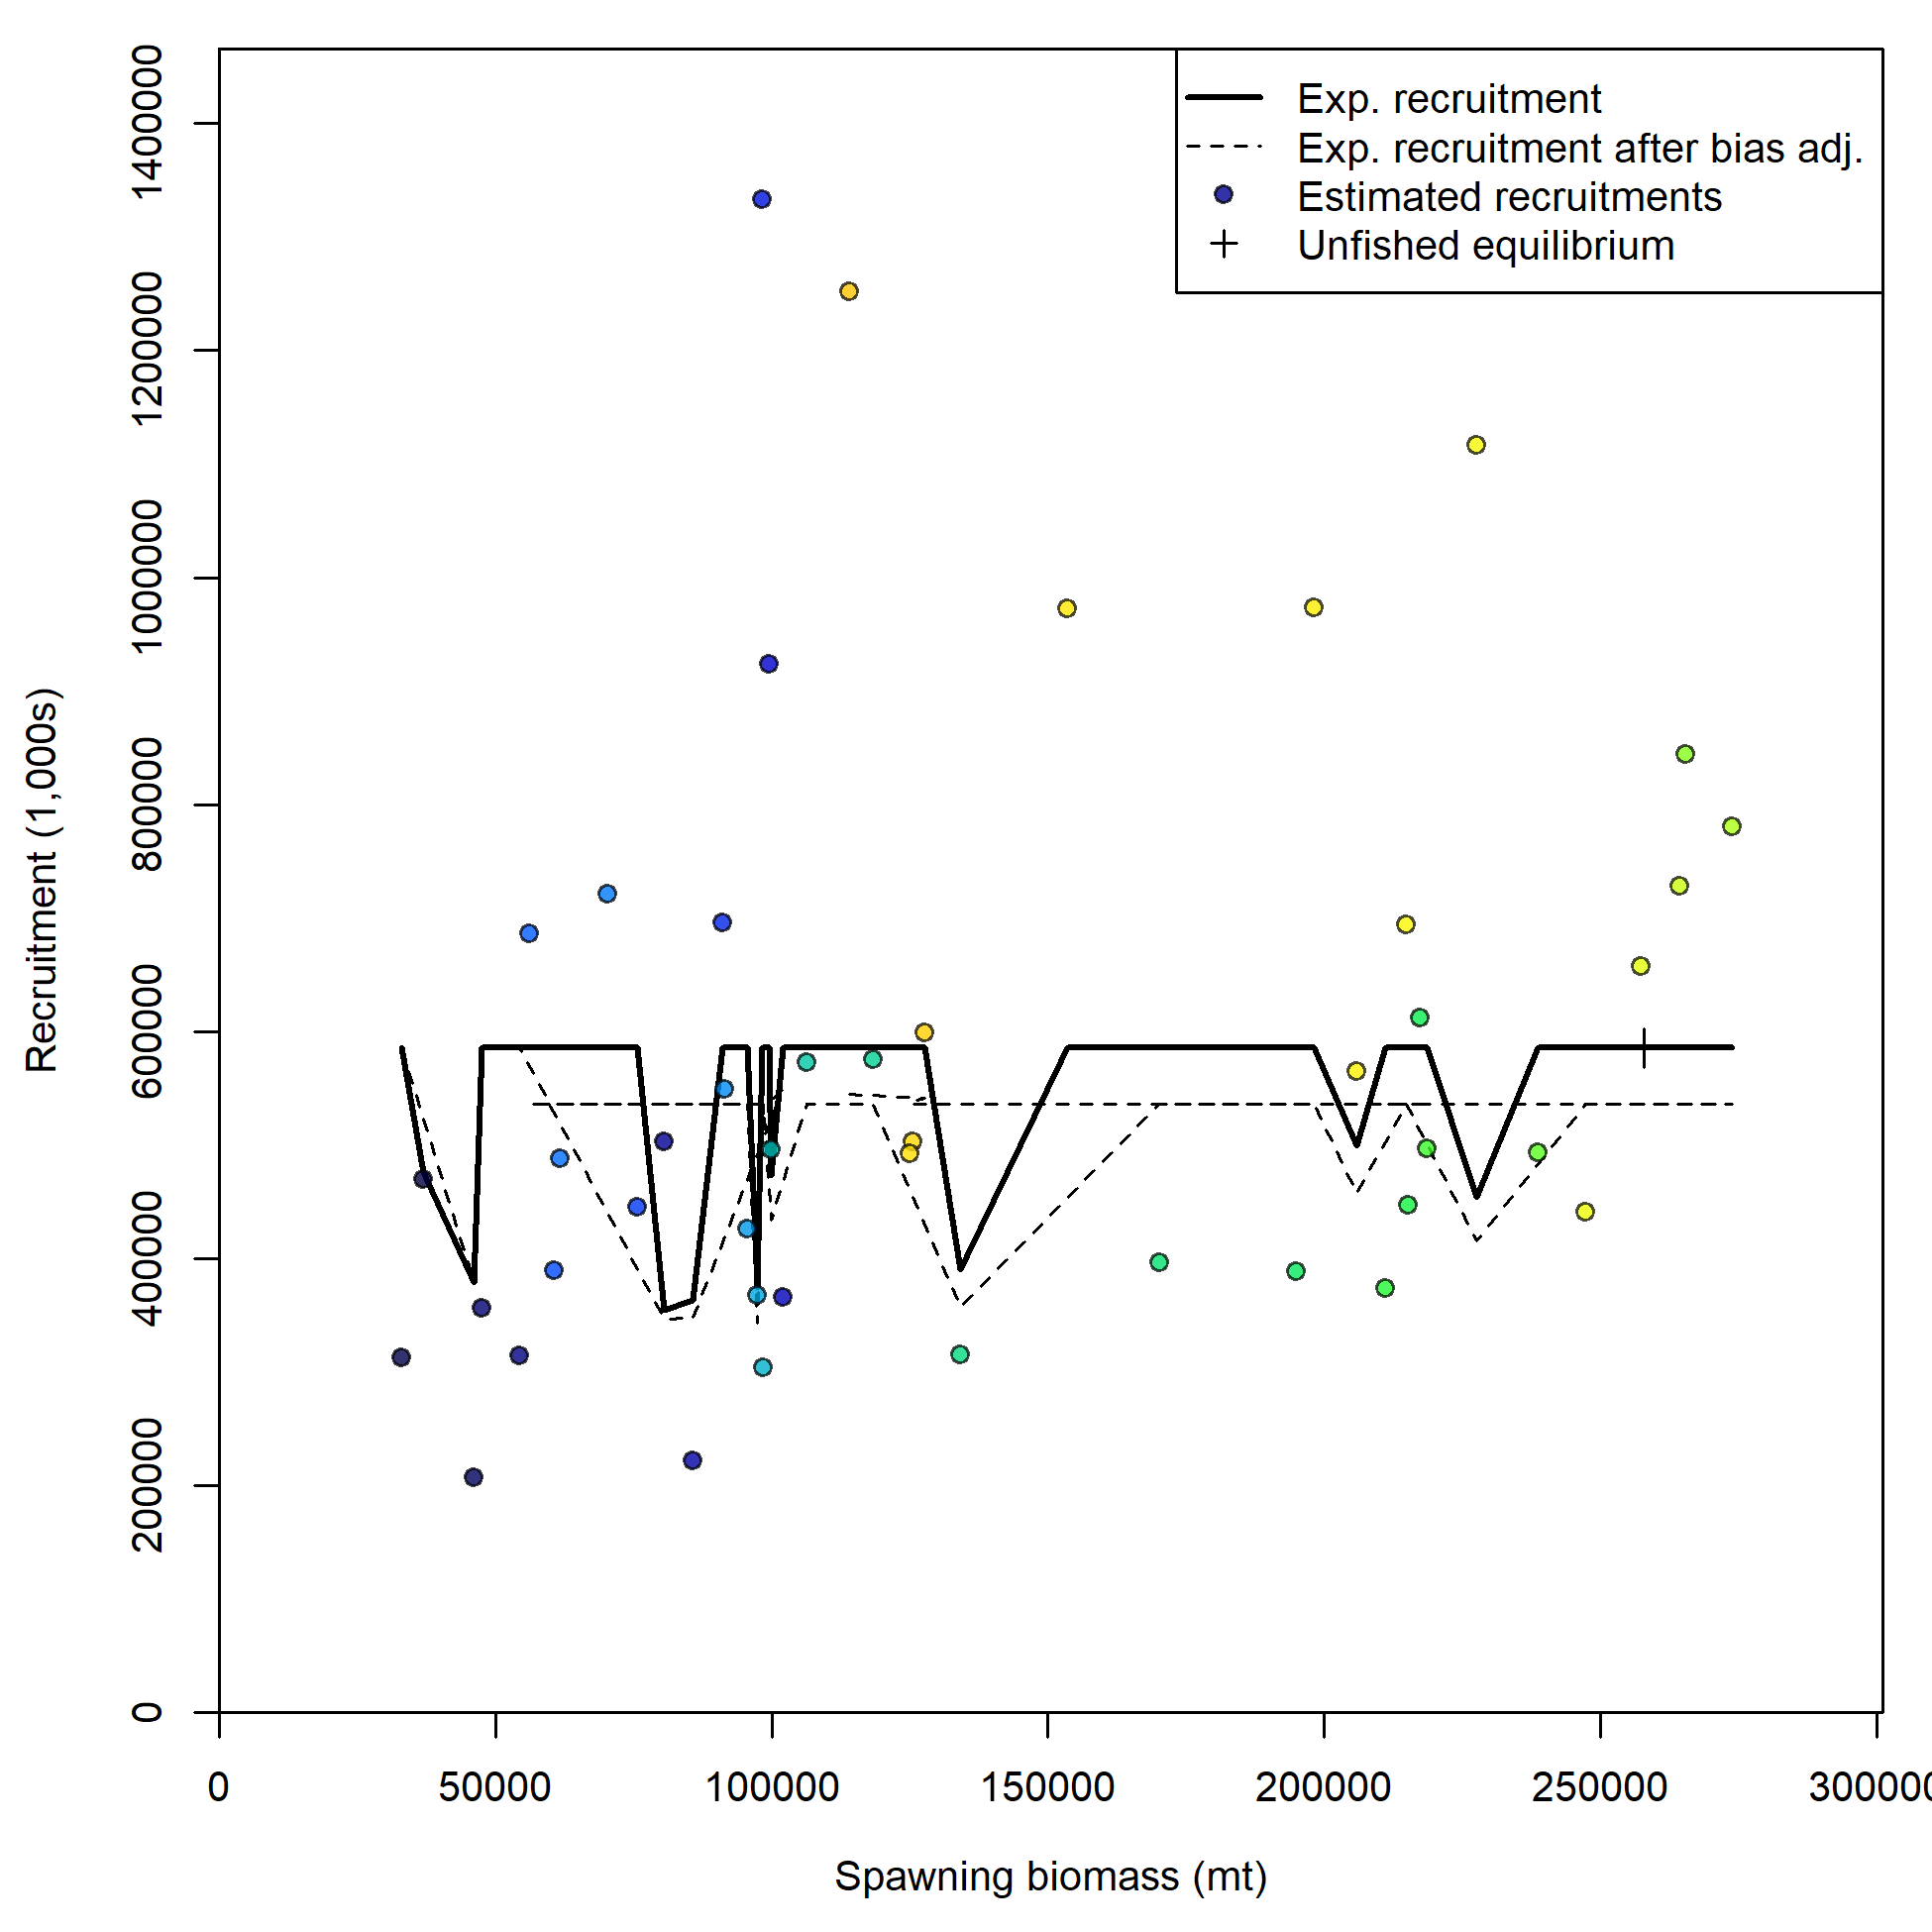 Exp. recruitment
Exp. recruitment after bias adj.
Estimated recruitments
Unfished equilibrium
Recruitment (1,000s)
1400000
1200000
1000000
800000
600000
400000
200000
0
0 50000 100000 150000 200000 250000 300000
Spawning biomass (mt)